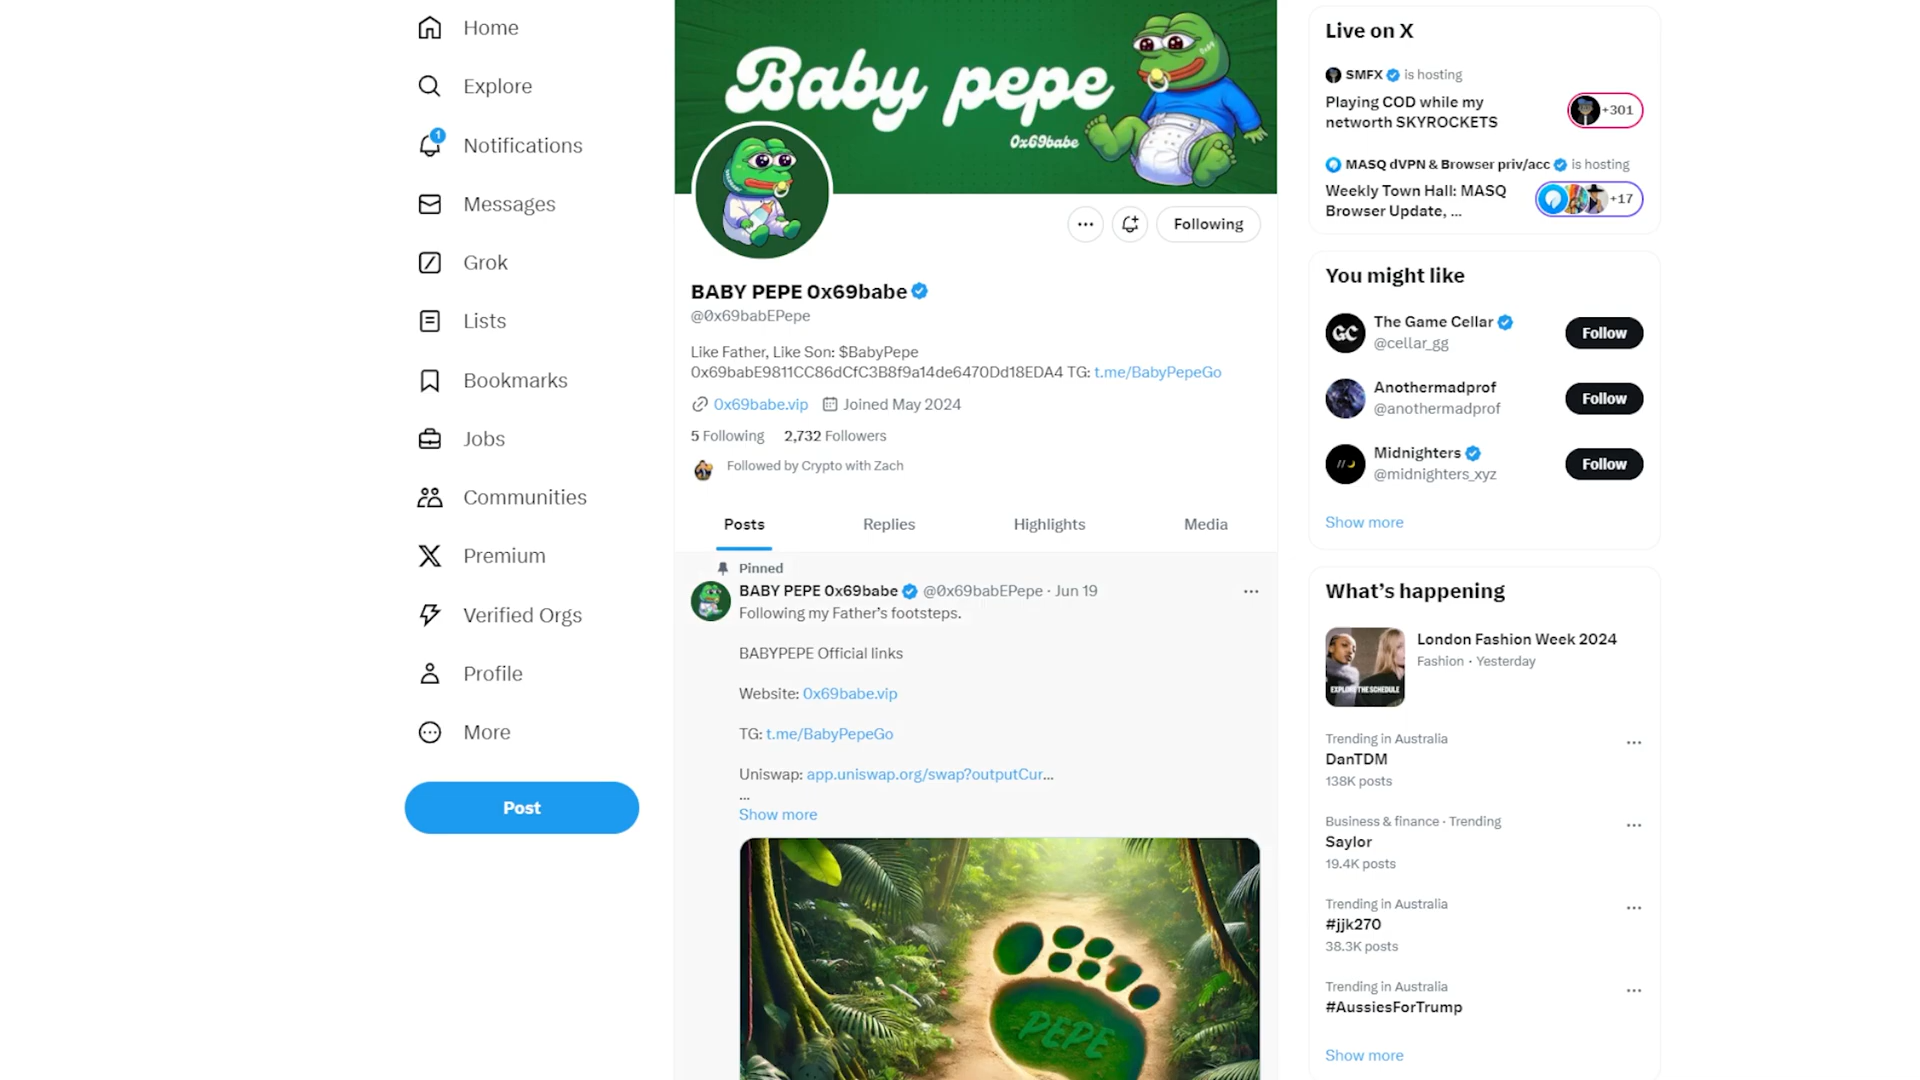 Home
Explore
1
Notifications
Messages
Grok
Lists
Bookmarks
Jobs
Communities
Premium
Verified Orgs
Profile
More
Post
Baby pepe
0x69babe
Following
BABY PEPE 0x69babe
@0x69babEPepe
Like Father, Like Son: $BabyPepe
0x69babE9811CC86dCfC3B8f9a14de6470Dd18EDA4 TG: t.me/BabyPepeGo
0x69babe.vip Joined May 2024
5 Following 2,732 Followers
Followed by Crypto with Zach
Posts Replies Highlights Media
Pinned
BABY PEPE 0x69babe @0x69babEPepe · Jun 19
Following my Father's footsteps.
BABYPEPE Official links
Website: 0x69babe.vip
TG: t.me/BabyPepeGo
Uniswap: app.uniswap.org/swap?outputCur...
...
Show more
PEPE
Live on X
SMFX is hosting
Playing COD while my
networth SKYROCKETS
+301
MASQ dVPN & Browser priv/acc is hosting
Weekly Town Hall: MASQ
Browser Update, ...
+17
You might like
GC
The Game Cellar
@cellar_gg
Follow
Anothermadprof
@anothermadprof
Follow
Midnighters
@midnighters_xyz
Follow
Show more
What's happening
London Fashion Week 2024
Fashion · Yesterday
EXPLORE THE SCHEDULE
Trending in Australia
DanTDM
138K posts
Business & finance · Trending
Saylor
19.4K posts
Trending in Australia
#jjk270
38.3K posts
Trending in Australia
#AussiesForTrump
Show more